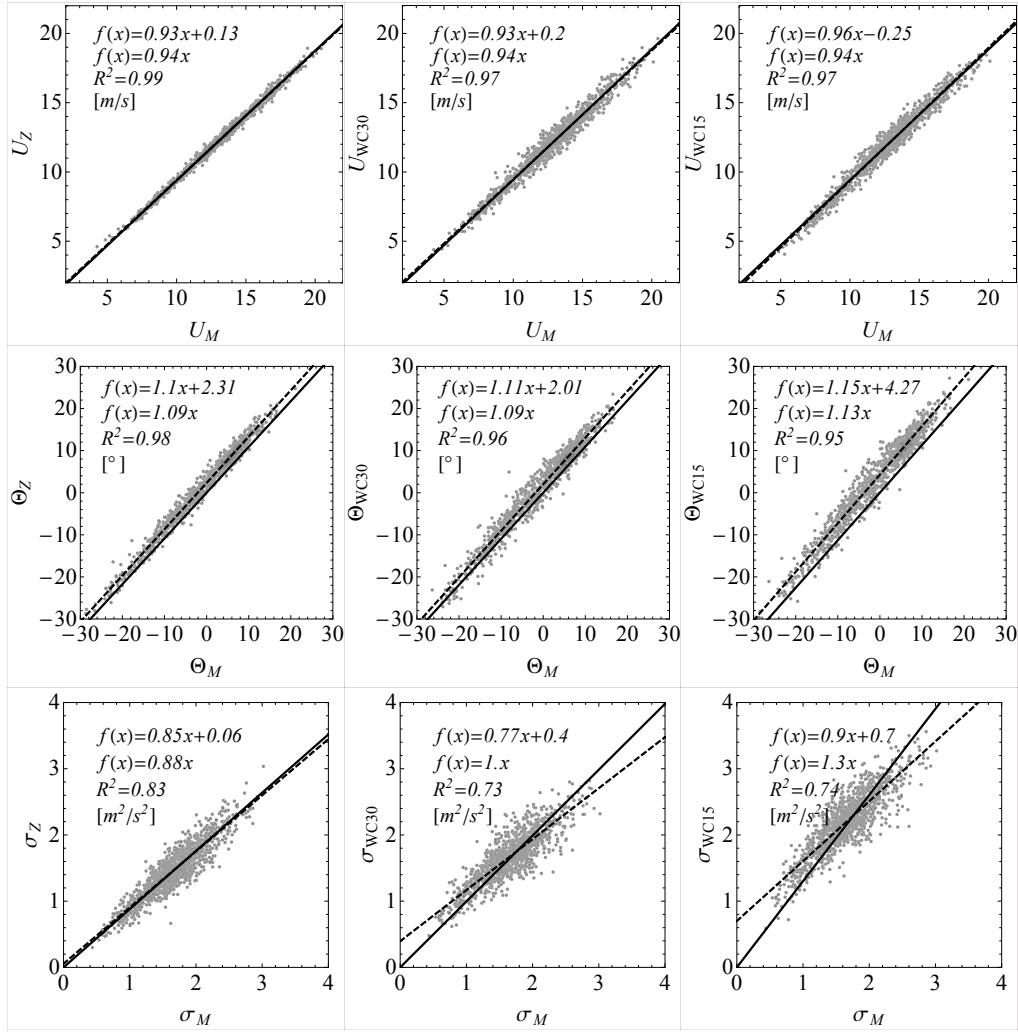 f(x)=0.93x+0.13
f(x)=0.94x
R²=0.99
[m/s]
U_Z
20
15
10
5
5 10 15 20
U_M
f(x)=0.93x+0.2
f(x)=0.94x
R²=0.97
[m/s]
U_WC30
20
15
10
5
5 10 15 20
U_M
f(x)=0.96x−0.25
f(x)=0.94x
R²=0.97
[m/s]
U_WC15
20
15
10
5
5 10 15 20
U_M
f(x)=1.1x+2.31
f(x)=1.09x
R²=0.98
[°]
Θ_Z
30
20
10
0
−10
−20
−30
−30 −20 −10 0 10 20 30
Θ_M
f(x)=1.11x+2.01
f(x)=1.09x
R²=0.96
[°]
Θ_WC30
30
20
10
0
−10
−20
−30
−30 −20 −10 0 10 20 30
Θ_M
f(x)=1.15x+4.27
f(x)=1.13x
R²=0.95
[°]
Θ_WC15
30
20
10
0
−10
−20
−30
−30 −20 −10 0 10 20 30
Θ_M
f(x)=0.85x+0.06
f(x)=0.88x
R²=0.83
[m²/s²]
σ_Z
4
3
2
1
0
0 1 2 3 4
σ_M
f(x)=0.77x+0.4
f(x)=1.x
R²=0.73
[m²/s²]
σ_WC30
4
3
2
1
0
0 1 2 3 4
σ_M
f(x)=0.9x+0.7
f(x)=1.3x
R²=0.74
[m²/s²]
σ_WC15
4
3
2
1
0
0 1 2 3 4
σ_M